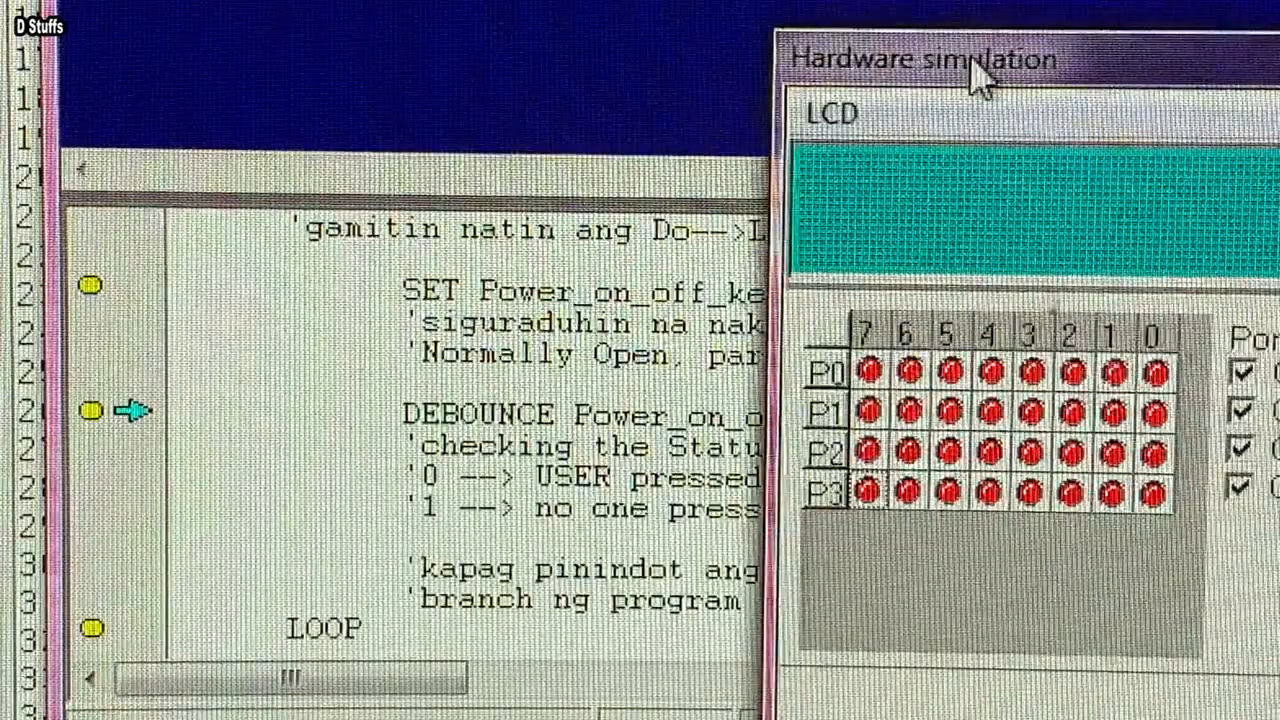 D Stuffs
Hardware simulation
LCD
'gamitin natin ang Do-->L
SET Power_on_off_ke
'siguraduhin na nak
'Normally Open, par
DEBOUNCE Power_on_o
'checking the Statu
'0 --> USER pressed
'1 --> no one press
'kapag pinindot ang
'branch ng program
LOOP
7 6 5 4 3 2 1 0
P0
P1
P2
P3
Por